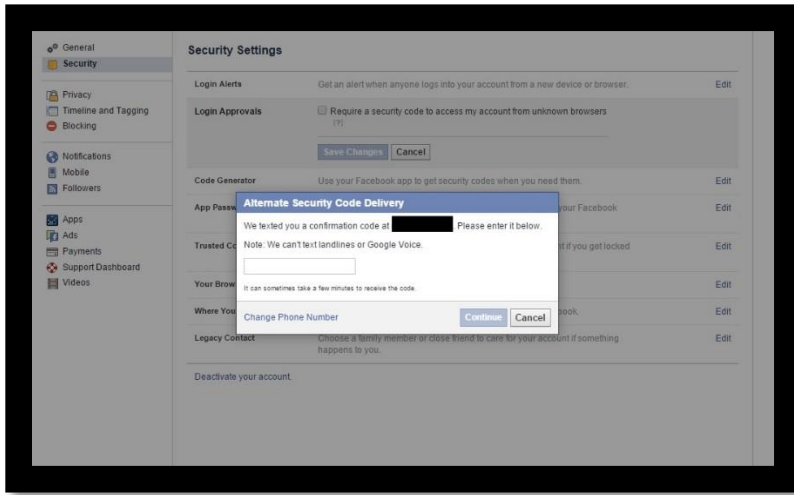 General
Security
Privacy
Timeline and Tagging
Blocking
Notifications
Mobile
Followers
Apps
Ads
Payments
Support Dashboard
Videos
Security Settings
Login Alerts Get an alert when anyone logs into your account from a new device or browser. Edit
Login Approvals Require a security code to access my account from unknown browsers
[?]
Save Changes Cancel
Code Generator Use your Facebook app to get security codes when you need them. Edit
App Passw your Facebook Edit
Trusted Co nt if you get locked Edit
Your Brow Edit
Where You book. Edit
Legacy Contact Choose a family member or close friend to care for your account if something Edit
happens to you.
Deactivate your account.
Alternate Security Code Delivery
We texted you a confirmation code at . Please enter it below.
Note: We can't text landlines or Google Voice.
It can sometimes take a few minutes to receive the code.
Change Phone Number Continue Cancel